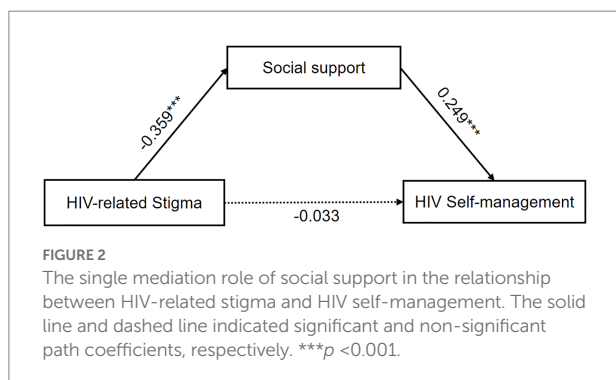 Social support
-0.359***
0.249***
HIV-related Stigma
-0.033
HIV Self-management
FIGURE 2
The single mediation role of social support in the relationship
between HIV-related stigma and HIV self-management. The solid
line and dashed line indicated significant and non-significant
path coefficients, respectively. ***p <0.001.